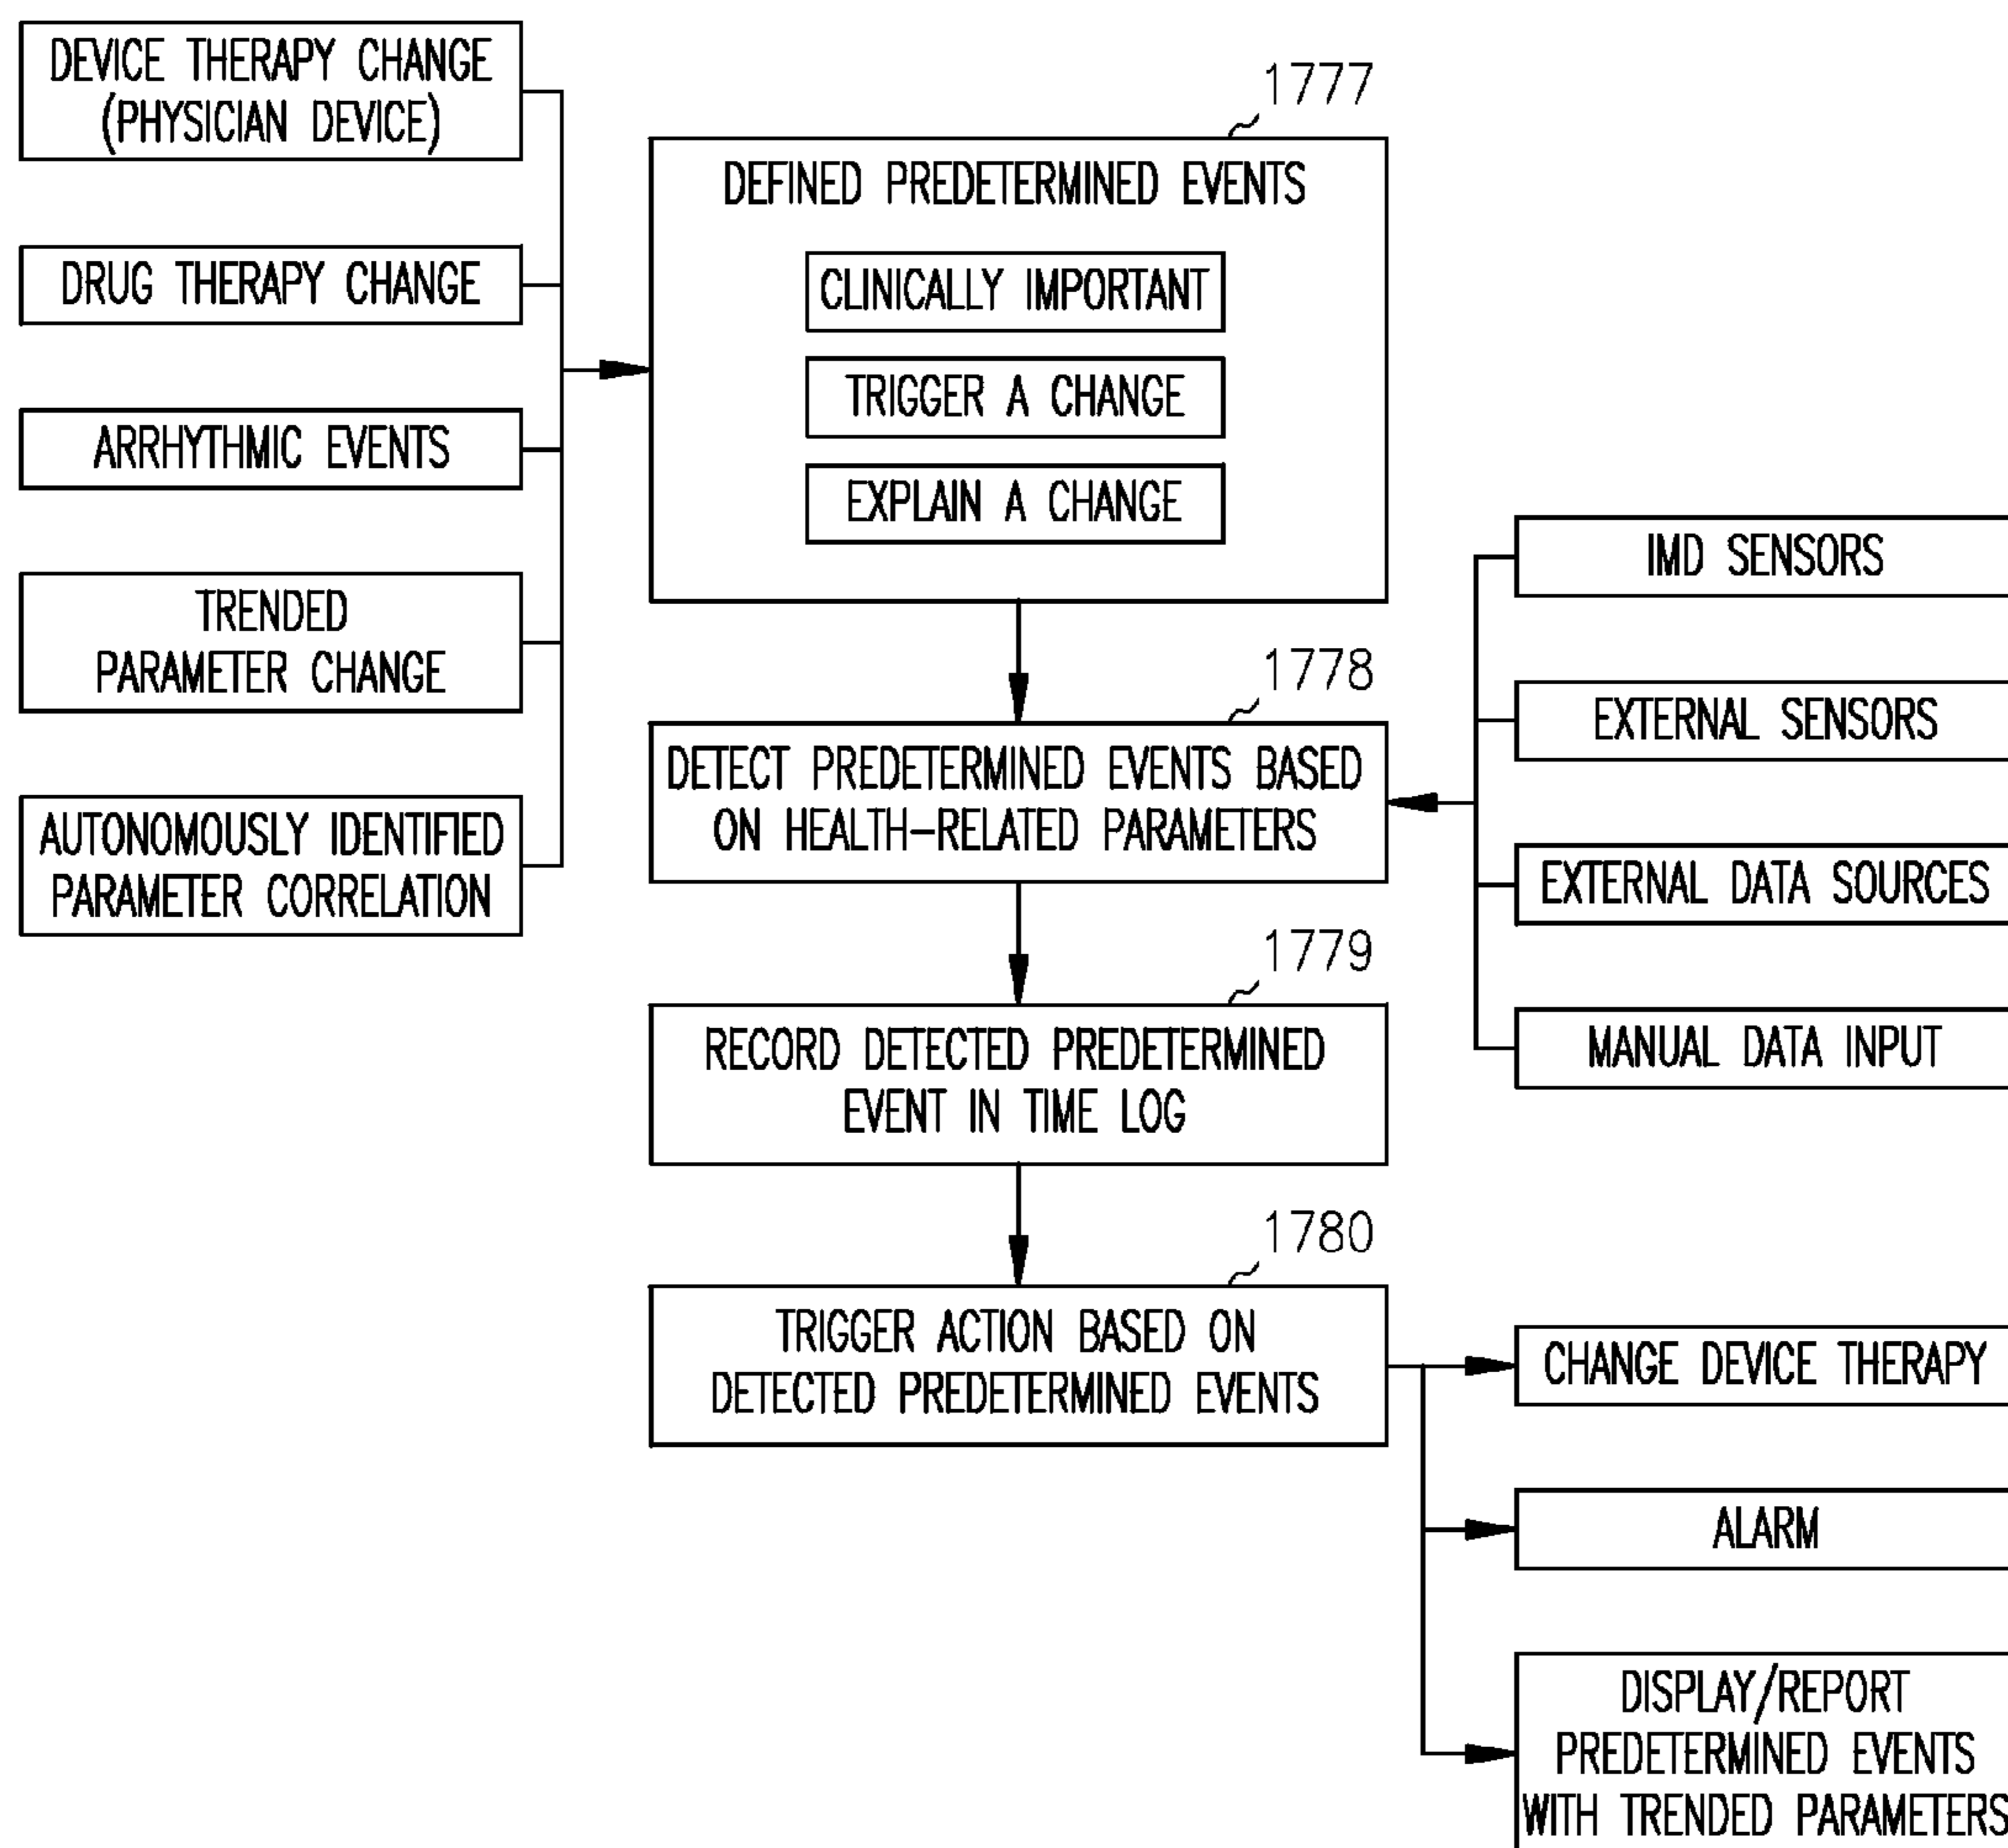 DEVICE THERAPY CHANGE
(PHYSICIAN DEVICE)
DRUG THERAPY CHANGE
ARRHYTHMIC EVENTS
TRENDED
PARAMETER CHANGE
AUTONOMOUSLY IDENTIFIED
PARAMETER CORRELATION
1777
DEFINED PREDETERMINED EVENTS
CLINICALLY IMPORTANT
TRIGGER A CHANGE
EXPLAIN A CHANGE
1778
DETECT PREDETERMINED EVENTS BASED
ON HEALTH-RELATED PARAMETERS
IMD SENSORS
EXTERNAL SENSORS
EXTERNAL DATA SOURCES
MANUAL DATA INPUT
1779
RECORD DETECTED PREDETERMINED
EVENT IN TIME LOG
1780
TRIGGER ACTION BASED ON
DETECTED PREDETERMINED EVENTS
CHANGE DEVICE THERAPY
ALARM
DISPLAY/REPORT
PREDETERMINED EVENTS
WITH TRENDED PARAMETERS